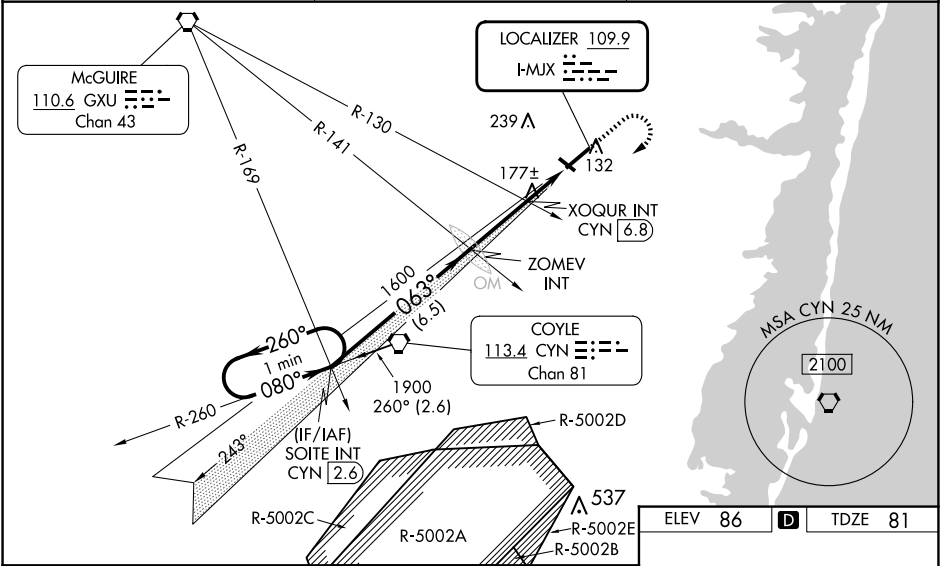 McGUIRE
110.6 GXU
Chan 43
LOCALIZER 109.9
I-MJX
R-130
R-141
R-169
239
132
177±
XOQUR INT
CYN 6.8
ZOMEV
INT
OM
1600
063°
(6.5)
COYLE
113.4 CYN
Chan 81
260°
1 min
080°
1900
260° (2.6)
R-260
243°
(IF/IAF)
SOITE INT
CYN 2.6
R-5002D
R-5002C
R-5002A
537
R-5002E
R-5002B
MSA CYN 25 NM
2100
ELEV 86 D TDZE 81